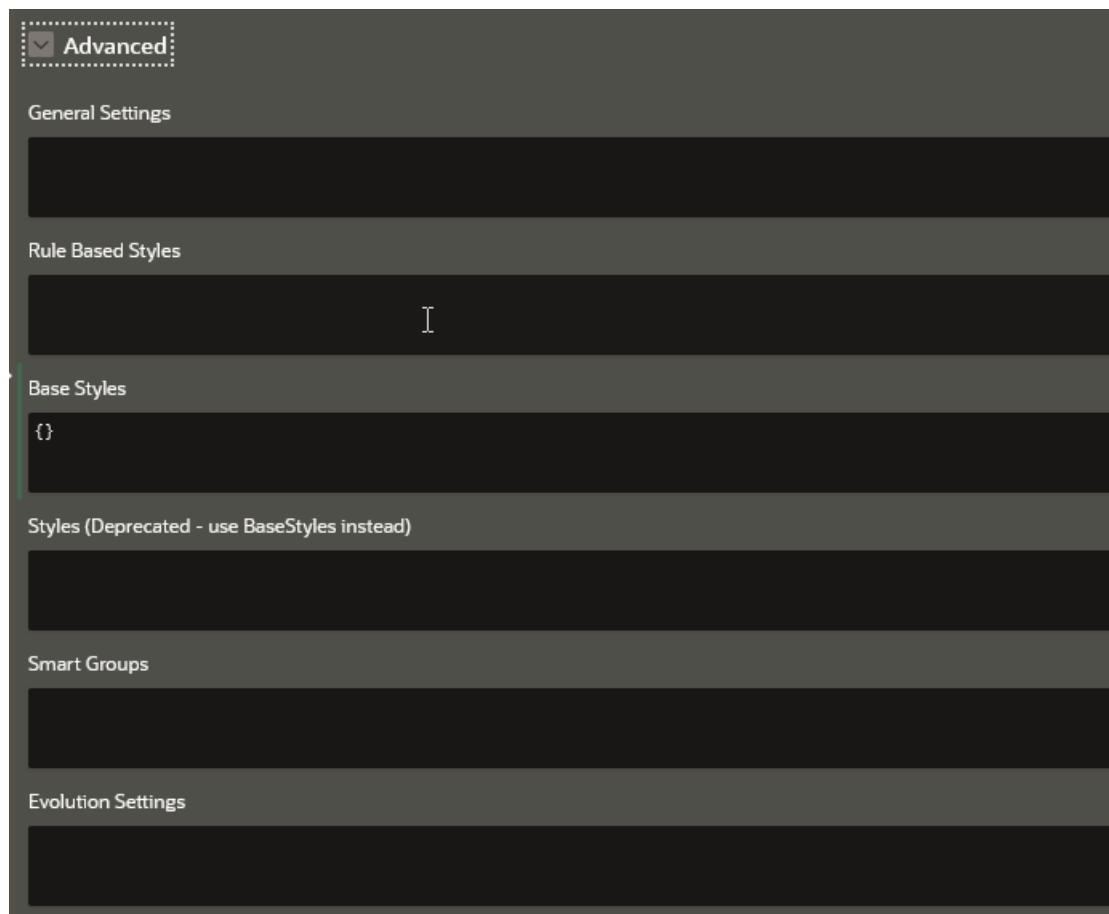 Advanced
General Settings
Rule Based Styles
Base Styles
{}
Styles (Deprecated - use BaseStyles instead)
Smart Groups
Evolution Settings